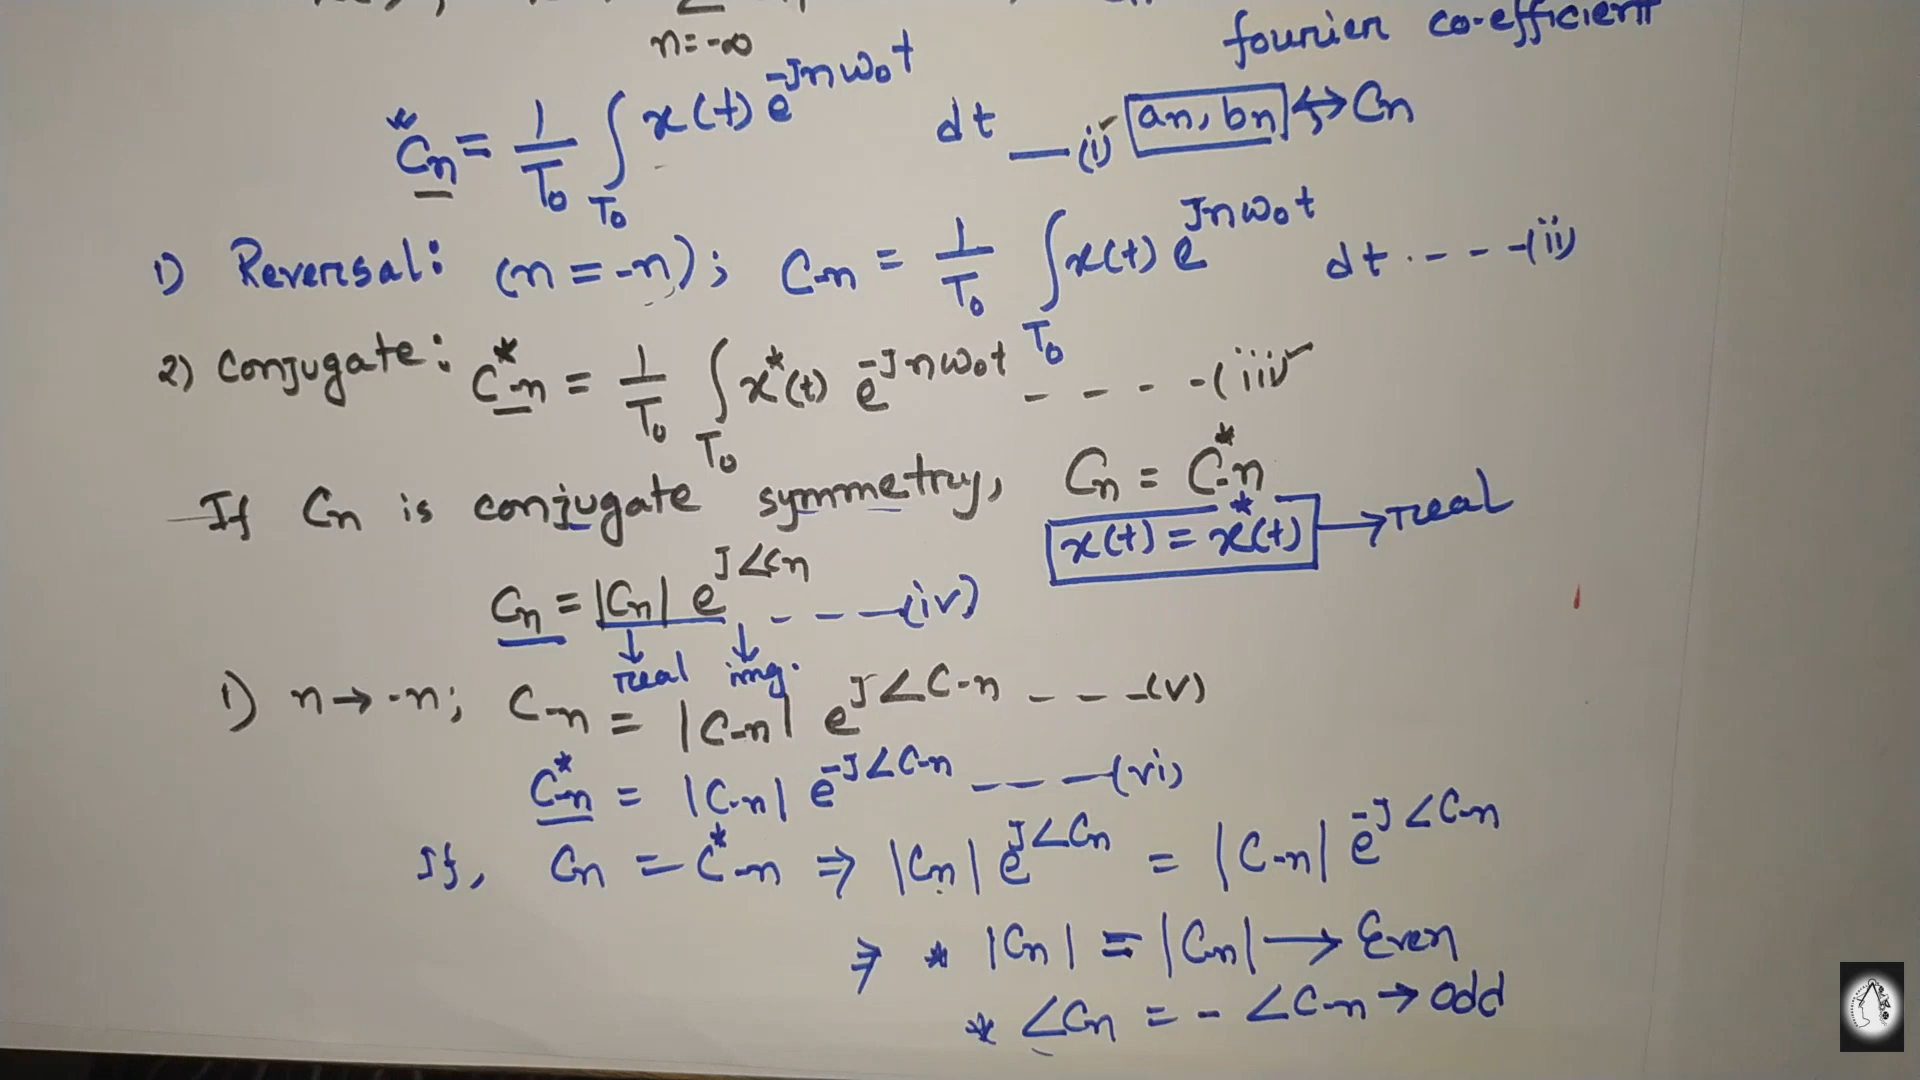 n=-∞
fourier co-efficient
*Cn = 1/T₀ ∫T₀ x(t) e^-Jnω₀t dt —(i) [an, bn] ↔ Cn
1) Reversal: (n = -n); C-n = 1/T₀ ∫T₀ x(t) e^Jnω₀t dt - - - (ii)
2) Conjugate: C*-n = 1/T₀ ∫T₀ x*(t) e^-Jnω₀t - - - - (iii)
If Cn is conjugate symmetry, Cn = C*-n
x(t) = x*(t) → real
Cn = |Cn| e^J∠Cn - - - (iv)
real img.
1) n → -n; C-n = |C-n| e^J∠C-n - - - (v)
C*-n = |C-n| e^-J∠C-n - - - (vi)
If, Cn = C*-n ⇒ |Cn| e^J∠Cn = |C-n| e^-J∠C-n
⇒ * |Cn| = |Cn| → Even
* ∠Cn = - ∠C-n → odd